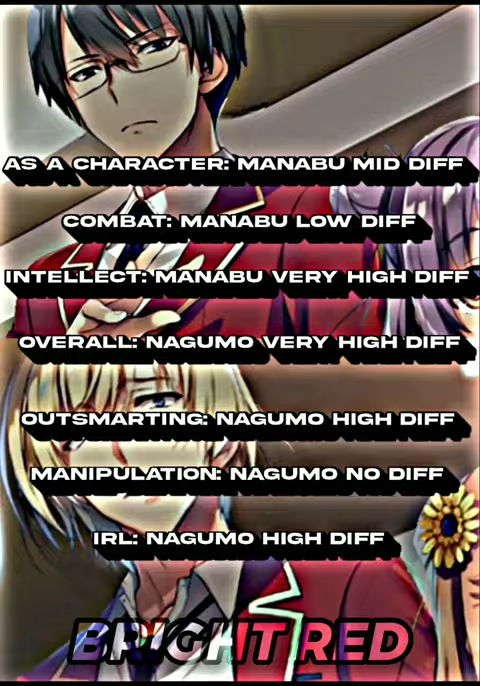 AS A CHARACTER: MANABU MID DIFF
COMBAT: MANABU LOW DIFF
INTELLECT: MANABU VERY HIGH DIFF
OVERALL: NAGUMO VERY HIGH DIFF
OUTSMARTING: NAGUMO HIGH DIFF
MANIPULATION: NAGUMO NO DIFF
IRL: NAGUMO HIGH DIFF
BRIGHT RED